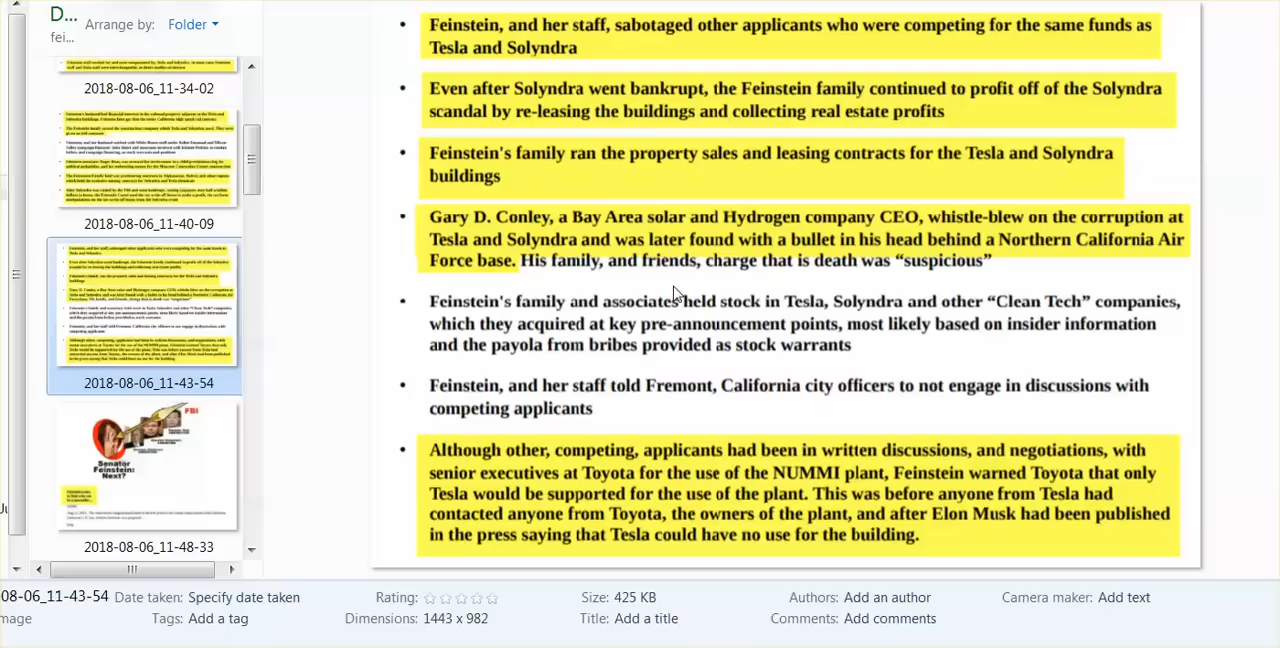 D...
fei...
Arrange by: Folder
2018-08-06_11-34-02
2018-08-06_11-40-09
2018-08-06_11-43-54
FBI
Senator
Feinstein:
Next?
2018-08-06_11-48-33
• Feinstein, and her staff, sabotaged other applicants who were competing for the same funds as
Tesla and Solyndra
• Even after Solyndra went bankrupt, the Feinstein family continued to profit off of the Solyndra
scandal by re-leasing the buildings and collecting real estate profits
• Feinstein's family ran the property sales and leasing contracts for the Tesla and Solyndra
buildings
• Gary D. Conley, a Bay Area solar and Hydrogen company CEO, whistle-blew on the corruption at
Tesla and Solyndra and was later found with a bullet in his head behind a Northern California Air
Force base. His family, and friends, charge that is death was “suspicious”
• Feinstein's family and associates held stock in Tesla, Solyndra and other “Clean Tech” companies,
which they acquired at key pre-announcement points, most likely based on insider information
and the payola from bribes provided as stock warrants
• Feinstein, and her staff told Fremont, California city officers to not engage in discussions with
competing applicants
• Although other, competing, applicants had been in written discussions, and negotiations, with
senior executives at Toyota for the use of the NUMMI plant, Feinstein warned Toyota that only
Tesla would be supported for the use of the plant. This was before anyone from Tesla had
contacted anyone from Toyota, the owners of the plant, and after Elon Musk had been published
in the press saying that Tesla could have no use for the building.
08-06_11-43-54 Date taken: Specify date taken Rating: Size: 425 KB Authors: Add an author Camera maker: Add text
mage Tags: Add a tag Dimensions: 1443 x 982 Title: Add a title Comments: Add comments